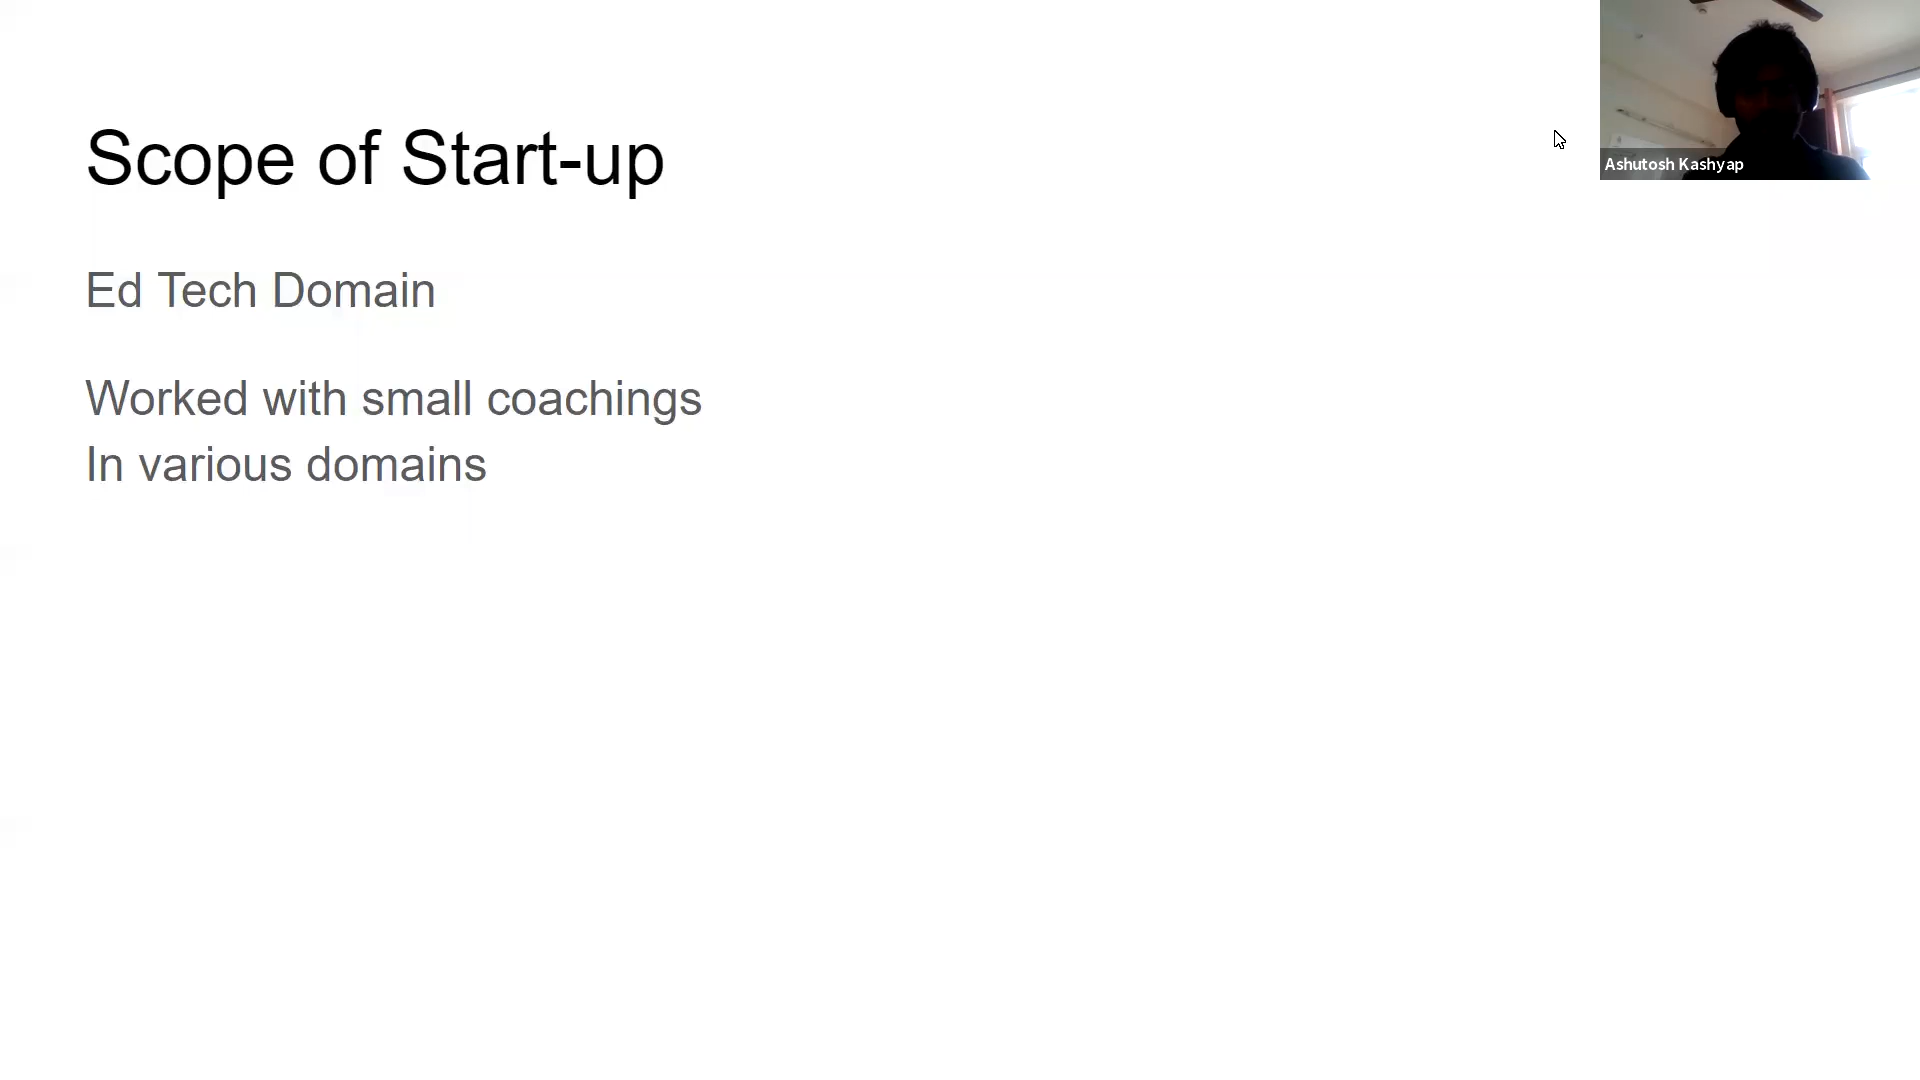 Scope of Start-up
Ed Tech Domain
Worked with small coachings
In various domains
Ashutosh Kashyap